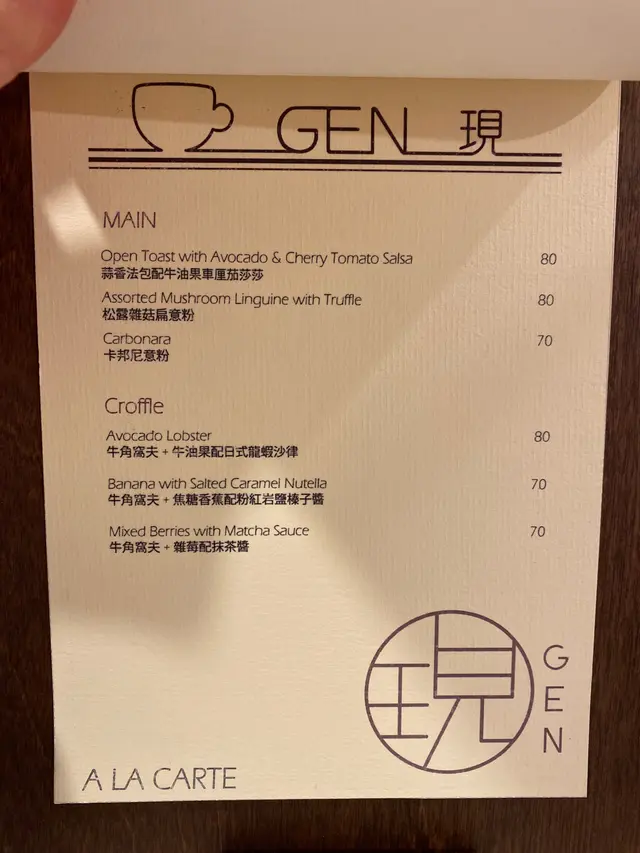 GEN 現
MAIN
Open Toast with Avocado & Cherry Tomato Salsa 80
蒜香法包配牛油果車厘茄莎莎
Assorted Mushroom Linguine with Truffle 80
松露雜菇扁意粉
Carbonara 70
卡邦尼意粉
Croffle
Avocado Lobster 80
牛角窩夫 + 牛油果配日式龍蝦沙律
Banana with Salted Caramel Nutella 70
牛角窩夫 + 焦糖香蕉配粉紅岩鹽榛子醬
Mixed Berries with Matcha Sauce 70
牛角窩夫 + 雜莓配抹茶醬
現
GEN
A LA CARTE